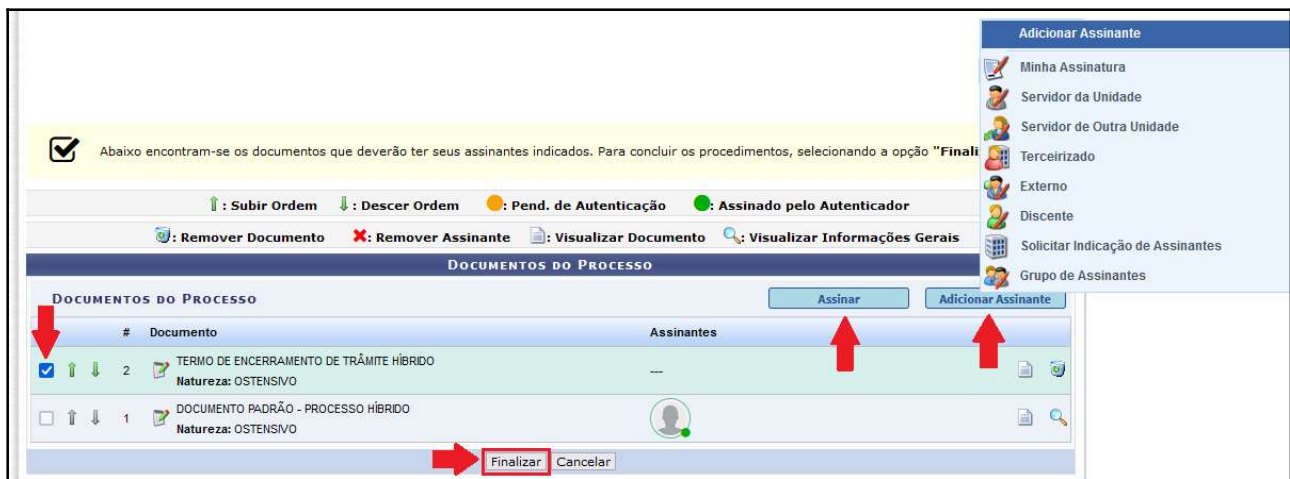 Adicionar Assinante
Minha Assinatura
Servidor da Unidade
Servidor de Outra Unidade
Terceirizado
Externo
Discente
Solicitar Indicação de Assinantes
Grupo de Assinantes
Abaixo encontram-se os documentos que deverão ter seus assinantes indicados. Para concluir os procedimentos, selecionando a opção "Finali
: Subir Ordem : Descer Ordem : Pend. de Autenticação : Assinado pelo Autenticador
: Remover Documento : Remover Assinante : Visualizar Documento : Visualizar Informações Gerais
DOCUMENTOS DO PROCESSO
DOCUMENTOS DO PROCESSO Assinar Adicionar Assinante
# Documento Assinantes
2 TERMO DE ENCERRAMENTO DE TRÂMITE HÍBRIDO ---
Natureza: OSTENSIVO
1 DOCUMENTO PADRÃO - PROCESSO HÍBRIDO
Natureza: OSTENSIVO
Finalizar Cancelar